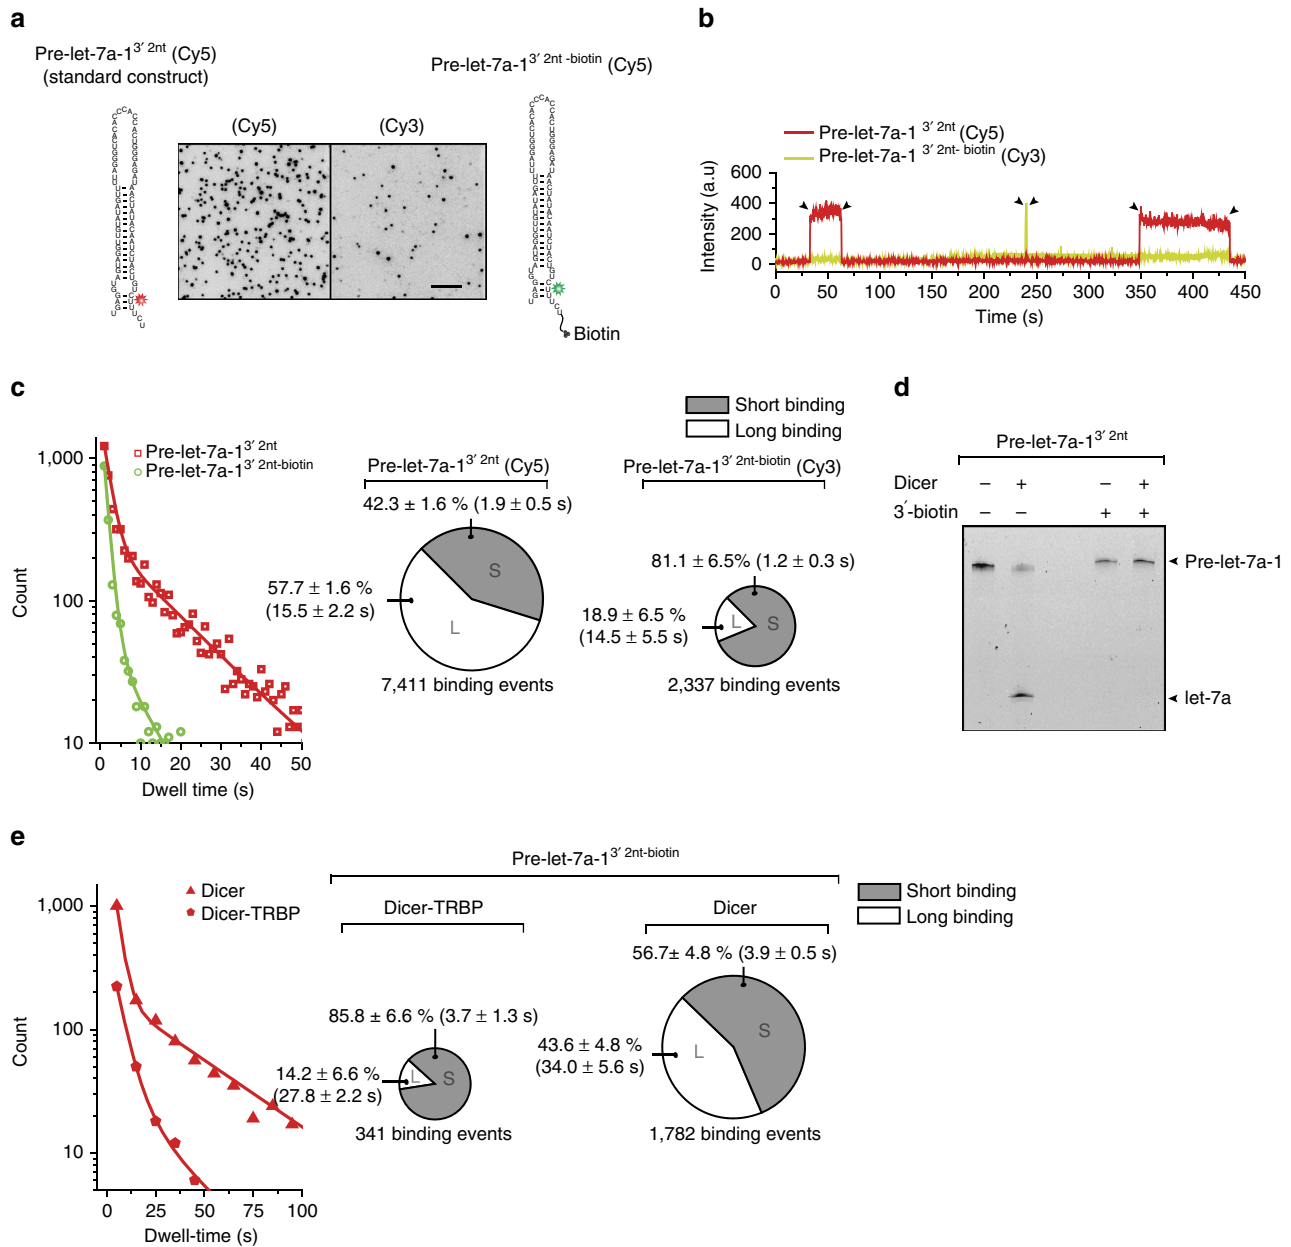 a
Pre-let-7a-1 3′ 2nt (Cy5)
(standard construct)
(Cy5)
(Cy3)
Pre-let-7a-1 3′ 2nt -biotin (Cy5)
Biotin
b
Pre-let-7a-1 3′ 2nt (Cy5)
Pre-let-7a-1 3′ 2nt- biotin (Cy3)
Intensity (a.u)
600
400
200
0
0 50 100 150 200 250 300 350 400 450
Time (s)
c
Pre-let-7a-1 3′ 2nt
Pre-let-7a-1 3′ 2nt-biotin
Count
1,000
100
10
0 10 20 30 40 50
Dwell time (s)
Short binding
Long binding
Pre-let-7a-1 3′ 2nt (Cy5)
42.3 ± 1.6 % (1.9 ± 0.5 s)
57.7 ± 1.6 %
(15.5 ± 2.2 s)
S
L
7,411 binding events
Pre-let-7a-1 3′ 2nt-biotin (Cy3)
81.1 ± 6.5% (1.2 ± 0.3 s)
18.9 ± 6.5 %
(14.5 ± 5.5 s)
L
S
2,337 binding events
d
Pre-let-7a-1 3′ 2nt
Dicer − + − +
3′-biotin − − + +
Pre-let-7a-1
let-7a
e
Dicer
Dicer-TRBP
Count
1,000
100
10
0 25 50 75 100
Dwell-time (s)
Pre-let-7a-1 3′ 2nt-biotin
Dicer-TRBP
85.8 ± 6.6 % (3.7 ± 1.3 s)
14.2 ± 6.6 %
(27.8 ± 2.2 s)
L
S
341 binding events
Dicer
56.7± 4.8 % (3.9 ± 0.5 s)
43.6 ± 4.8 %
(34.0 ± 5.6 s)
S
L
1,782 binding events
Short binding
Long binding